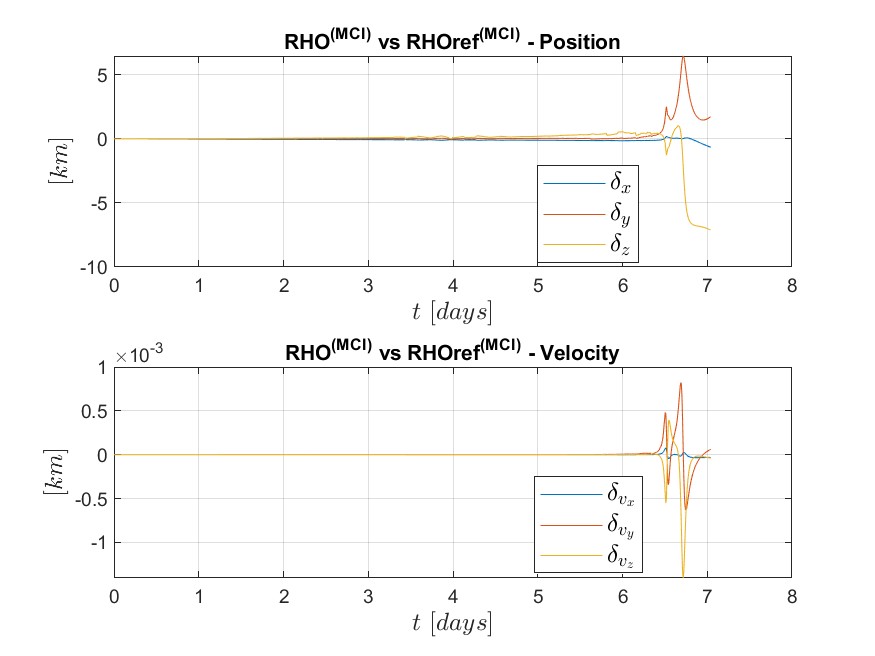 RHO(MCI) vs RHOref(MCI) - Position
5
0
-5
-10
[km]
δx
δy
δz
0 1 2 3 4 5 6 7 8
t [days]
RHO(MCI) vs RHOref(MCI) - Velocity
×10-3
1
0.5
0
-0.5
-1
[km]
δvx
δvy
δvz
0 1 2 3 4 5 6 7 8
t [days]